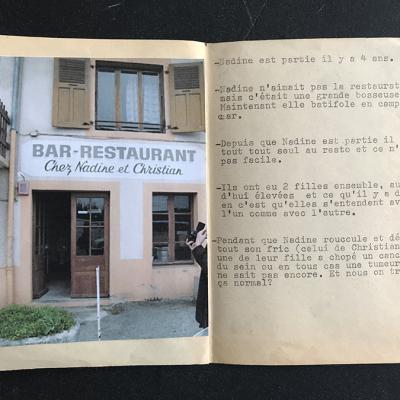 BAR-RESTAURANT
Chez Nadine et Christian
-Nadine est partie il y a 4 ans.
-Nadine n'aimait pas la restaurat
mais c'était une grande bosseuse
Maintenant elle batifole en camp
car.
-Depuis que Nadine est partie il
tout tout seul au resto et ce n'
pas facile.
-Ils ont eu 2 filles ensemble, au
d'hui élevées et ce qu'il y a d
en c'est qu'elles s'entendent av
l'un comme avec l'autre.
-Pendant que Nadine roucoule et dé
tout son fric (celui de Christian
une de leur fille a chopé un canc
du sein ou en tous cas une tumeur
ne sait pas encore. Et nous on tr
ça normal?